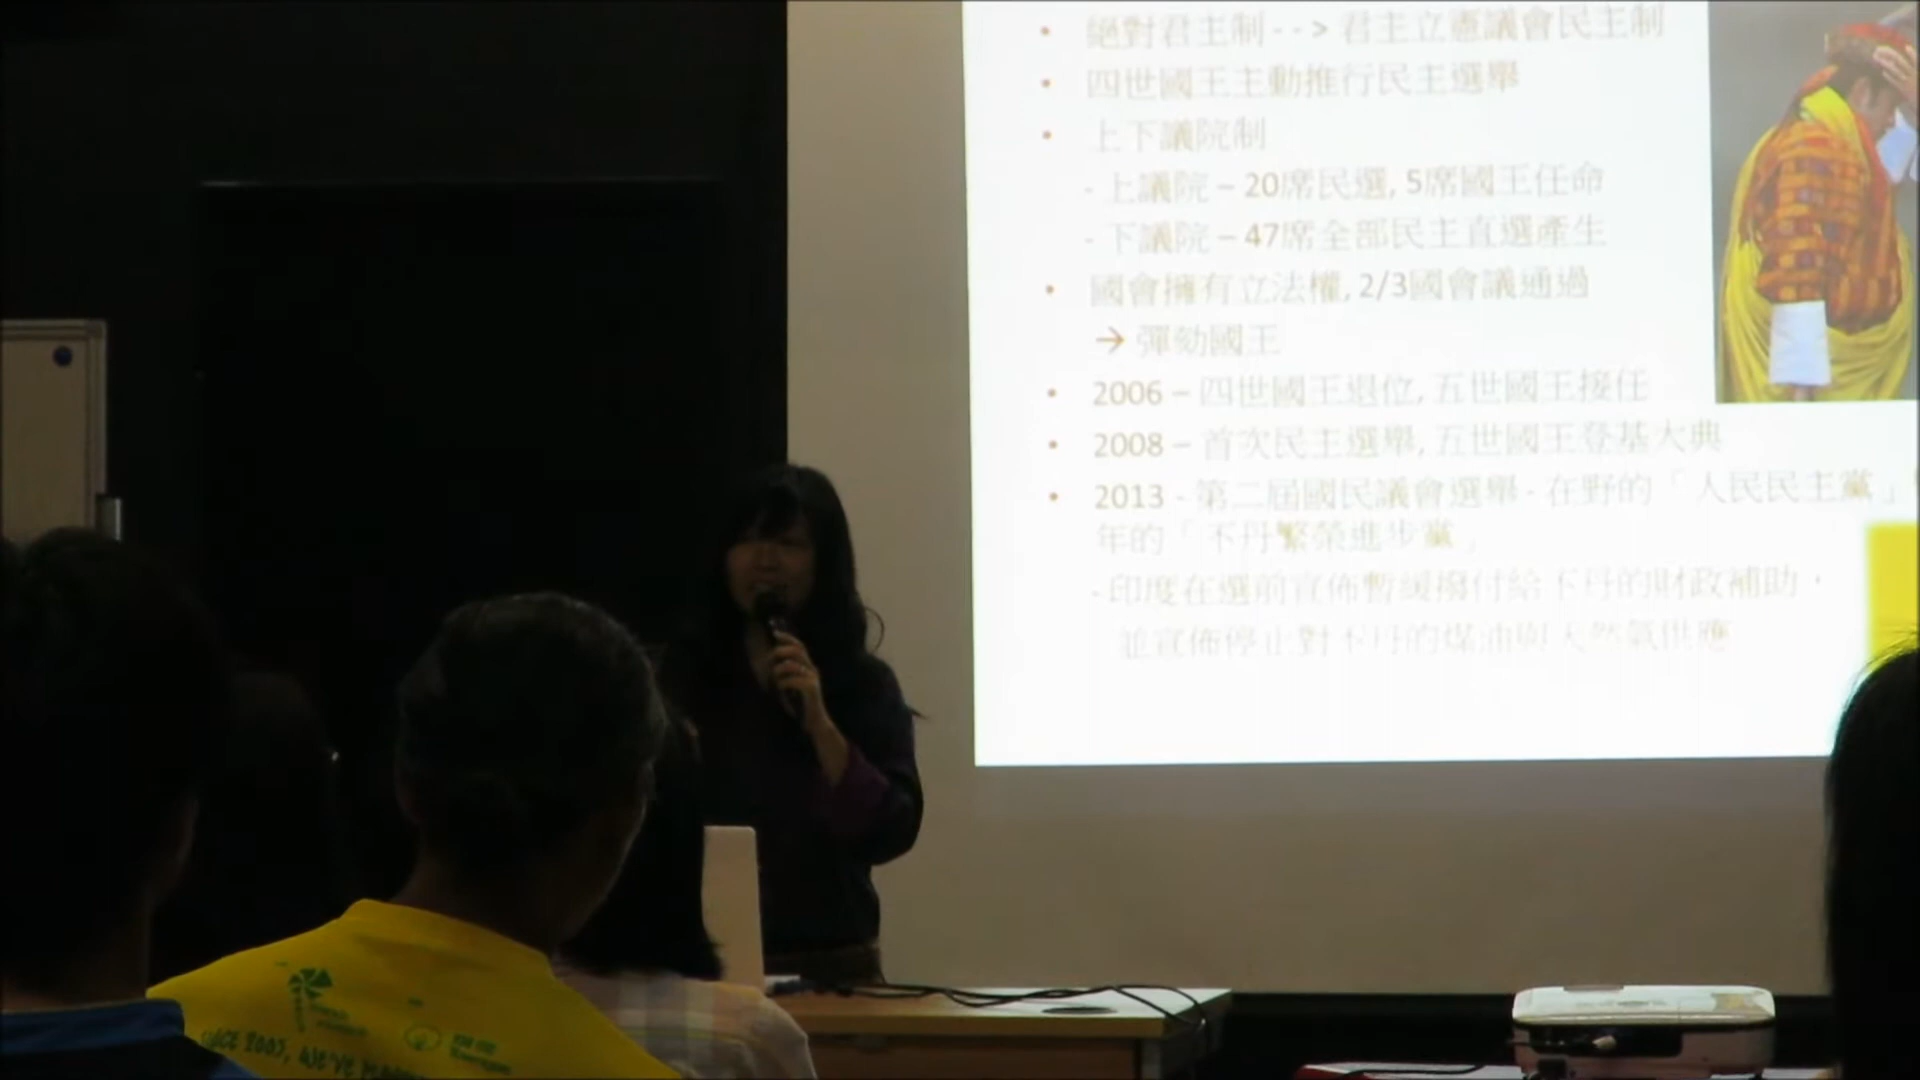 • 絕對君主制--> 君主立憲議會民主制
• 四世國王主動推行民主選舉
• 上下議院制
- 上議院 – 20席民選, 5席國王任命
- 下議院 – 47席全部民主直選產生
• 國會擁有立法權, 2/3國會議通過
→ 彈劾國王
• 2006 – 四世國王退位, 五世國王接任
• 2008 – 首次民主選舉, 五世國王登基大典
• 2013 - 第二屆國民議會選舉 - 在野的「人民民主黨」
年的「不丹繁榮進步黨」
- 印度在選前宣佈暫緩撥付給不丹的財政補助，
並宣佈停止對不丹的煤油與天然氣供應
2005, we've